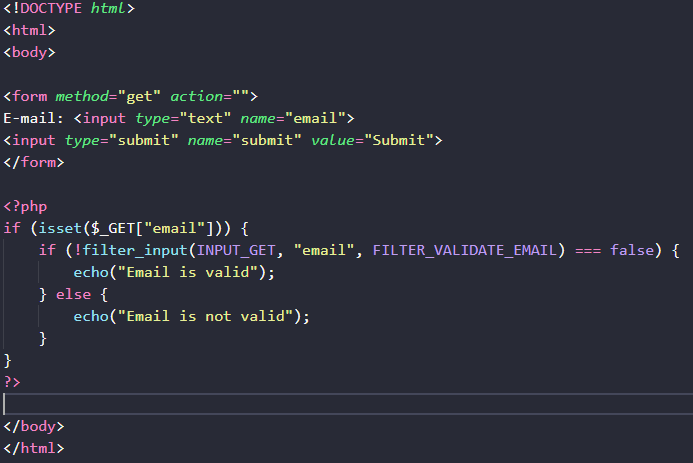 <!DOCTYPE html>
<html>
<body>
<form method="get" action="">
E-mail: <input type="text" name="email">
<input type="submit" name="submit" value="Submit">
</form>
<?php
if (isset($_GET["email"])) {
    if (!filter_input(INPUT_GET, "email", FILTER_VALIDATE_EMAIL) === false) {
        echo("Email is valid");
    } else {
        echo("Email is not valid");
    }
}
?>
</body>
</html>